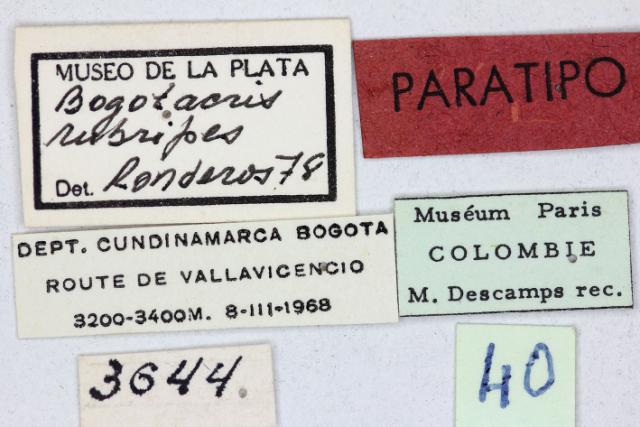 MUSEO DE LA PLATA
Bogotacris
rubripes
Det. Ronderos 78
PARATIPO
DEPT. CUNDINAMARCA BOGOTA
ROUTE DE VALLAVICENCIO
3200-3400M. 8-III-1968
Muséum Paris
COLOMBIE
M. Descamps rec.
3644.
40